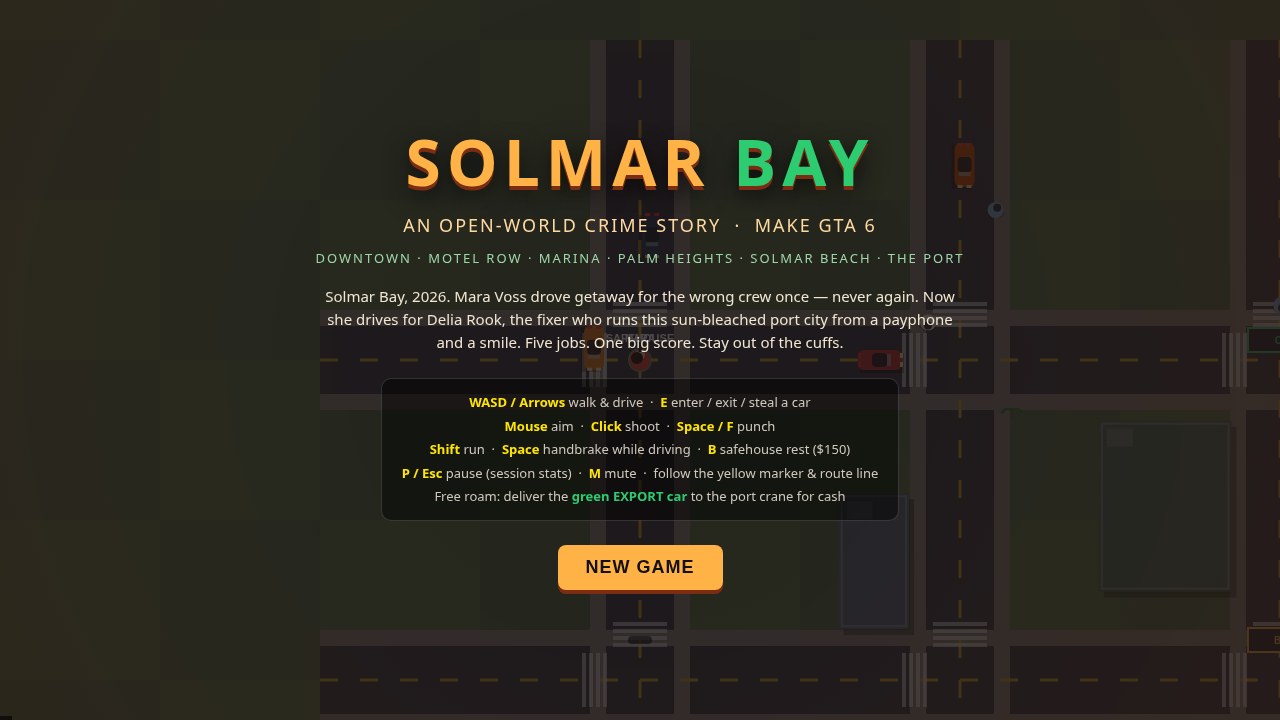 SOLMAR BAY
AN OPEN-WORLD CRIME STORY · MAKE GTA 6
DOWNTOWN · MOTEL ROW · MARINA · PALM HEIGHTS · SOLMAR BEACH · THE PORT
Solmar Bay, 2026. Mara Voss drove getaway for the wrong crew once — never again. Now
she drives for Delia Rook, the fixer who runs this sun-bleached port city from a payphone
and a smile. Five jobs. One big score. Stay out of the cuffs.
WASD / Arrows walk & drive · E enter / exit / steal a car
Mouse aim · Click shoot · Space / F punch
Shift run · Space handbrake while driving · B safehouse rest ($150)
P / Esc pause (session stats) · M mute · follow the yellow marker & route line
Free roam: deliver the green EXPORT car to the port crane for cash
NEW GAME